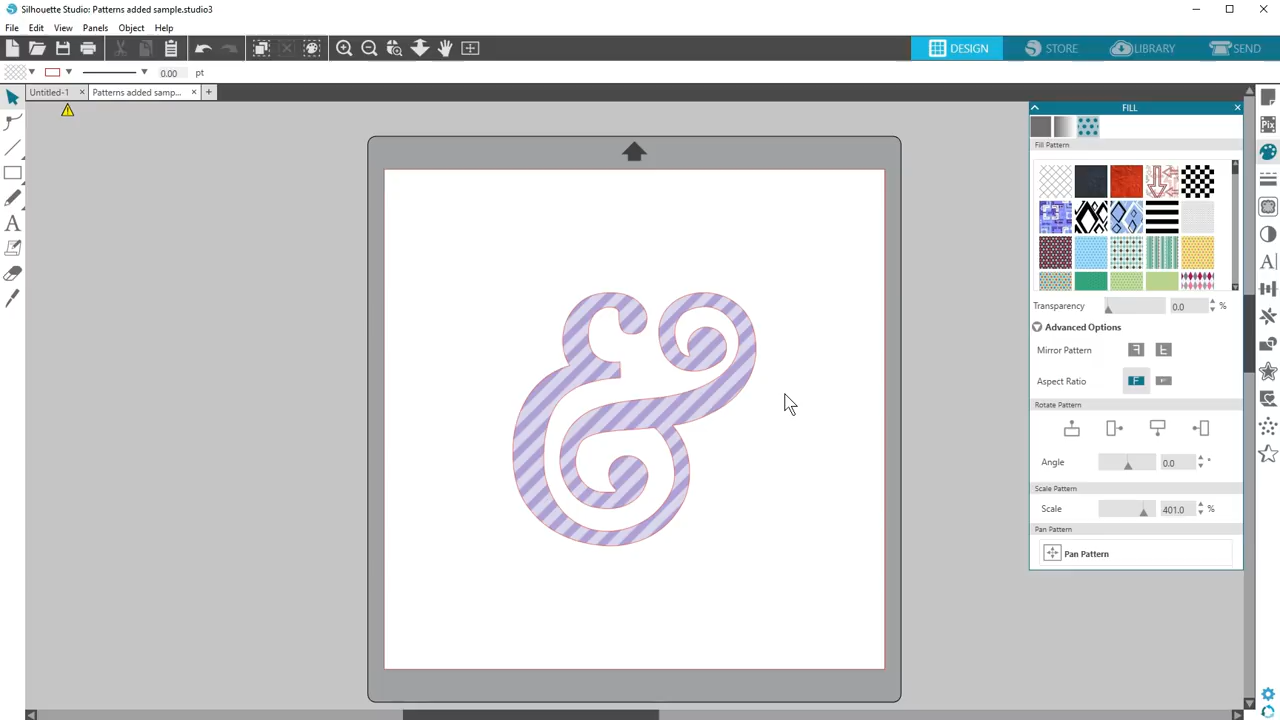 Silhouette Studio: Patterns added sample.studio3
File Edit View Panels Object Help
DESIGN STORE LIBRARY SEND
0.00 pt
Untitled-1 × Patterns added samp... × +
FILL
Pix
Fill Pattern
Transparency 0.0 %
Advanced Options
Mirror Pattern
Aspect Ratio F
Rotate Pattern
Angle 0.0 °
Scale Pattern
Scale 401.0 %
Pan Pattern
Pan Pattern
&